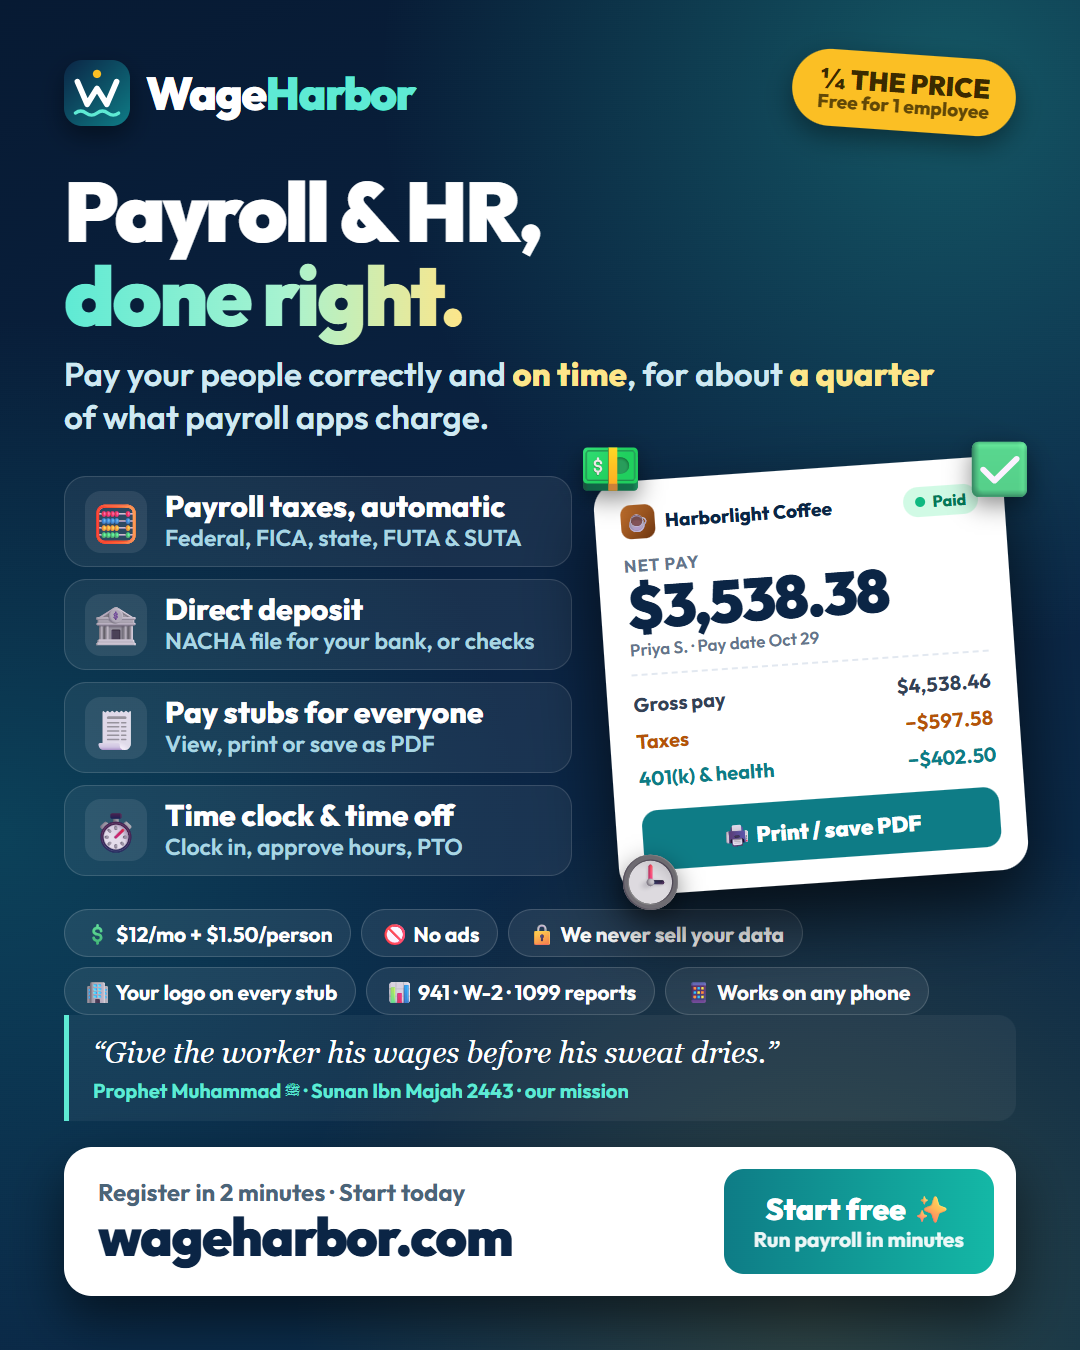 WageHarbor
¼ THE PRICE
Free for 1 employee
Payroll & HR,
done right.
Pay your people correctly and on time, for about a quarter
of what payroll apps charge.
Payroll taxes, automatic
Federal, FICA, state, FUTA & SUTA
Direct deposit
NACHA file for your bank, or checks
Pay stubs for everyone
View, print or save as PDF
Time clock & time off
Clock in, approve hours, PTO
Harborlight Coffee
Paid
NET PAY
$3,538.38
Priya S. · Pay date Oct 29
Gross pay $4,538.46
Taxes −$597.58
401(k) & health −$402.50
Print / save PDF
$12/mo + $1.50/person
No ads
We never sell your data
Your logo on every stub
941 · W-2 · 1099 reports
Works on any phone
“Give the worker his wages before his sweat dries.”
Prophet Muhammad ﷺ · Sunan Ibn Majah 2443 · our mission
Register in 2 minutes · Start today
wageharbor.com
Start free
Run payroll in minutes